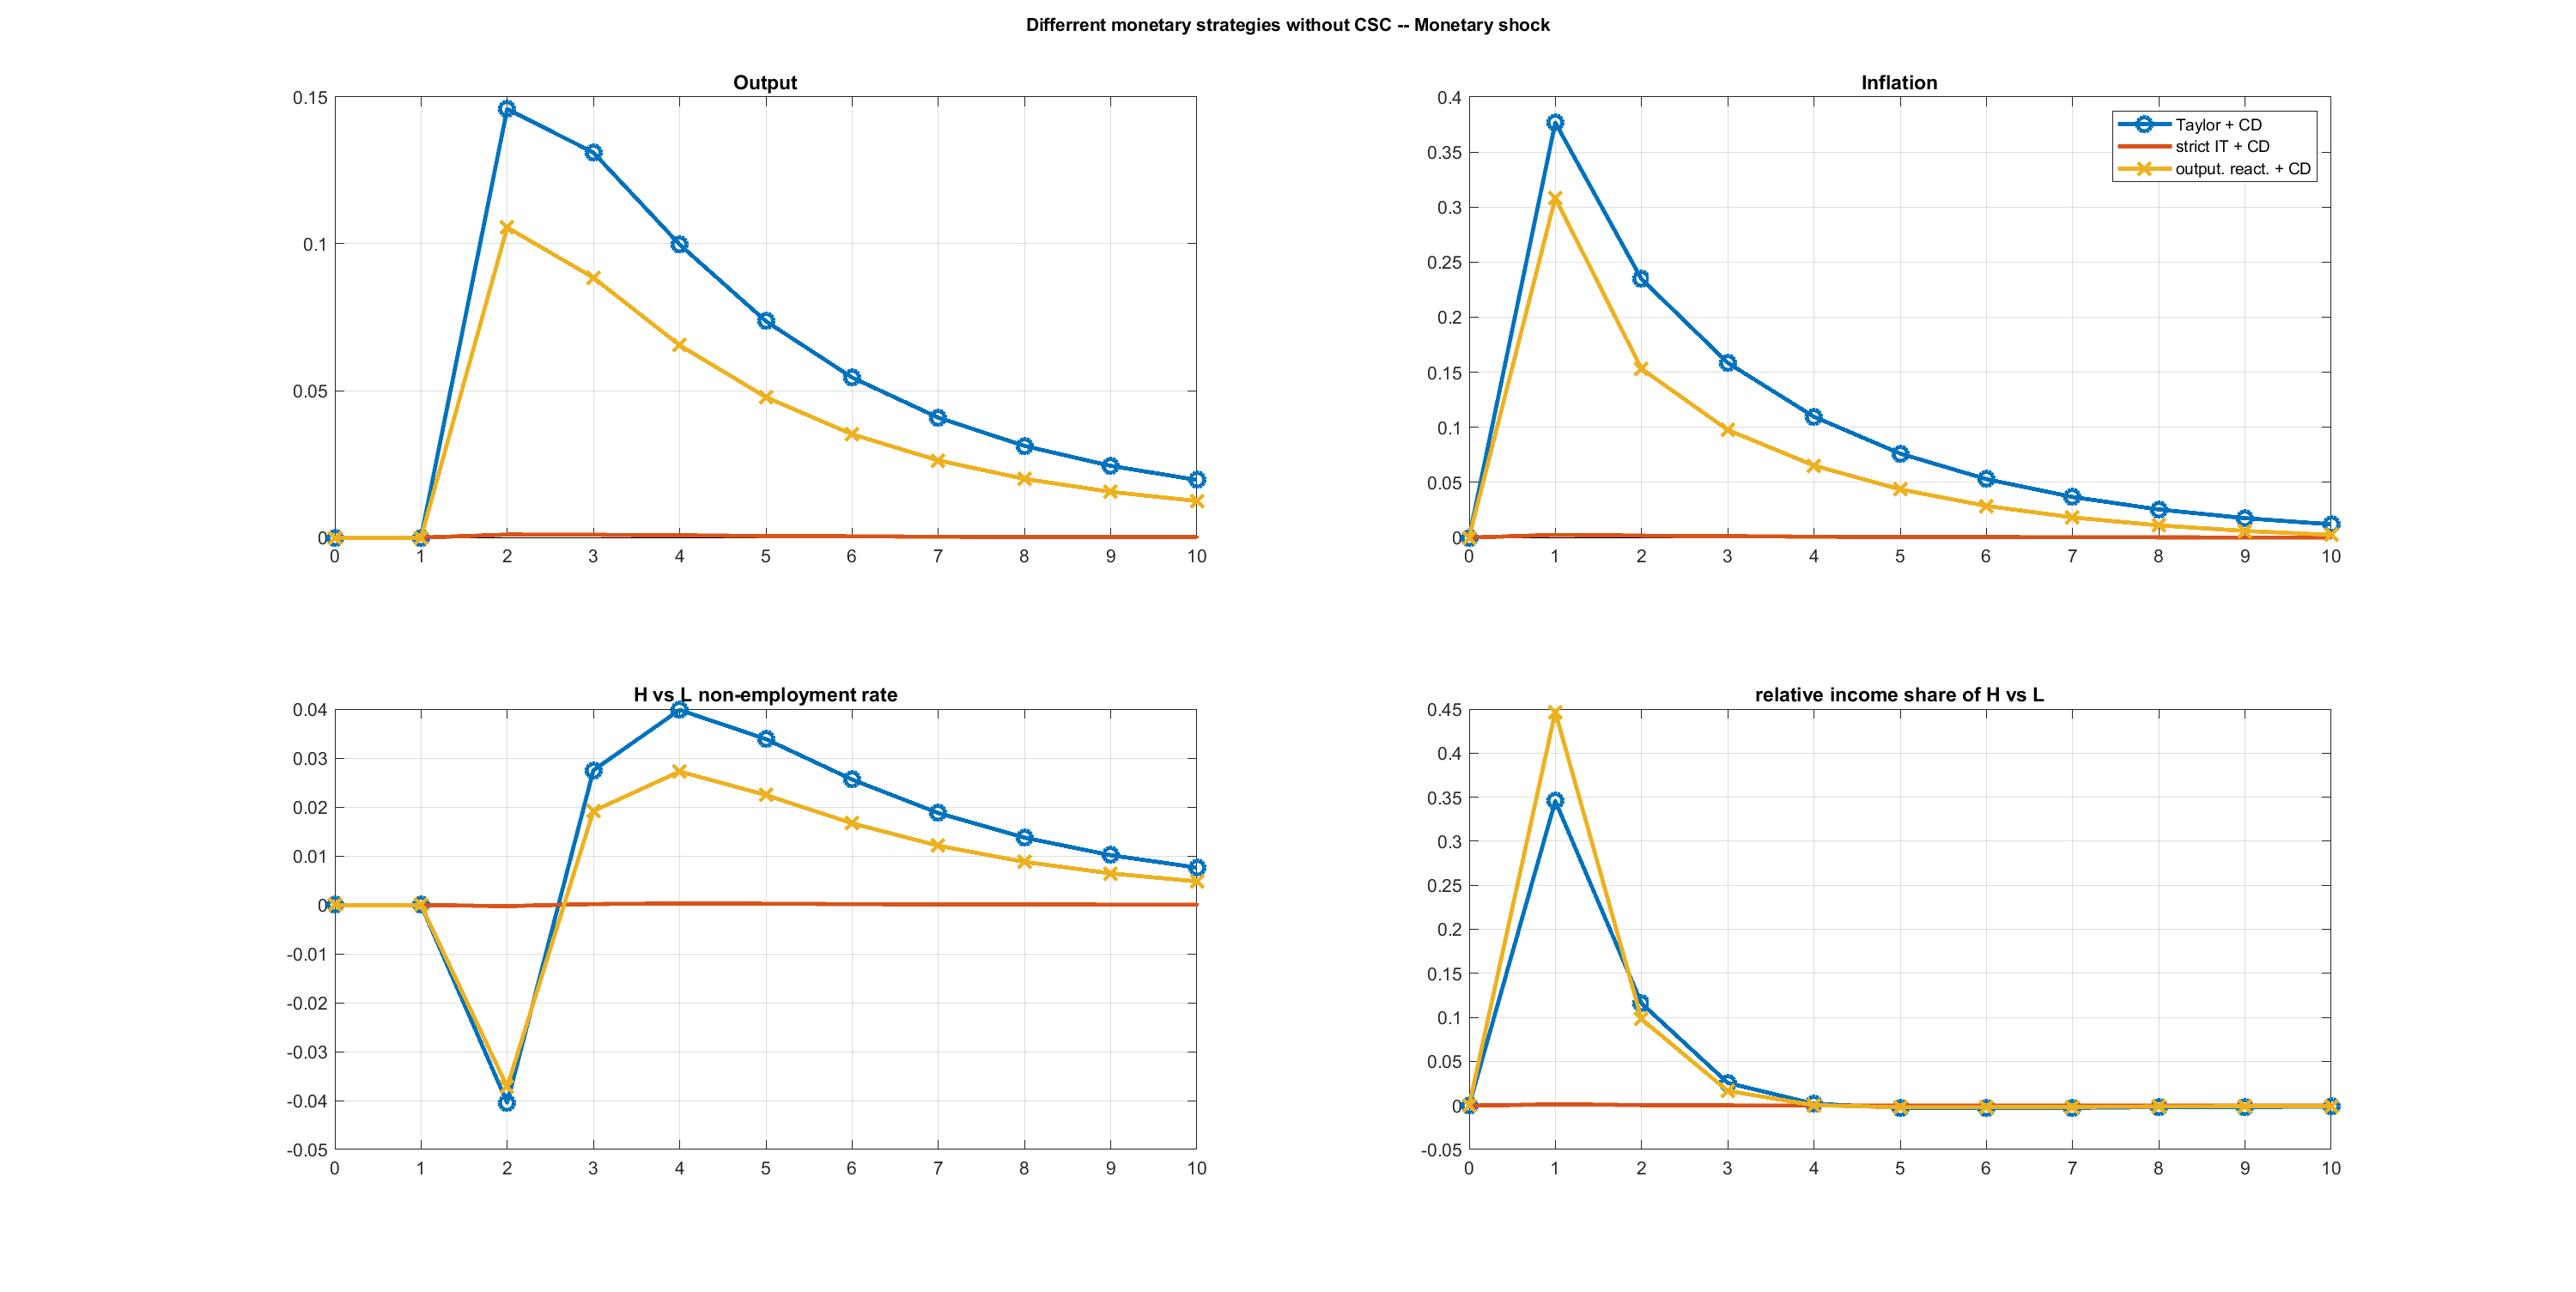 Differrent monetary strategies without CSC -- Monetary shock
Output
0.15
0.1
0.05
0
0 1 2 3 4 5 6 7 8 9 10
Inflation
0.4
0.35
0.3
0.25
0.2
0.15
0.1
0.05
0
0 1 2 3 4 5 6 7 8 9 10
Taylor + CD
strict IT + CD
output. react. + CD
H vs L non-employment rate
0.04
0.03
0.02
0.01
0
-0.01
-0.02
-0.03
-0.04
-0.05
0 1 2 3 4 5 6 7 8 9 10
relative income share of H vs L
0.45
0.4
0.35
0.3
0.25
0.2
0.15
0.1
0.05
0
-0.05
0 1 2 3 4 5 6 7 8 9 10